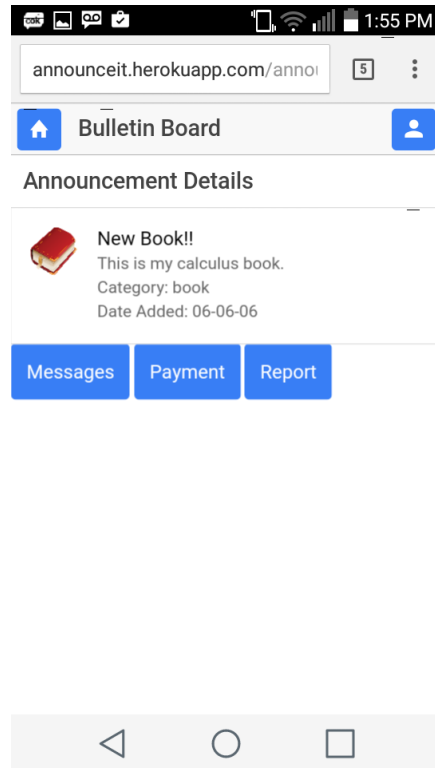 1:55 PM
announceit.herokuapp.com/annou
5
Bulletin Board
Announcement Details
New Book!!
This is my calculus book.
Category: book
Date Added: 06-06-06
Messages Payment Report